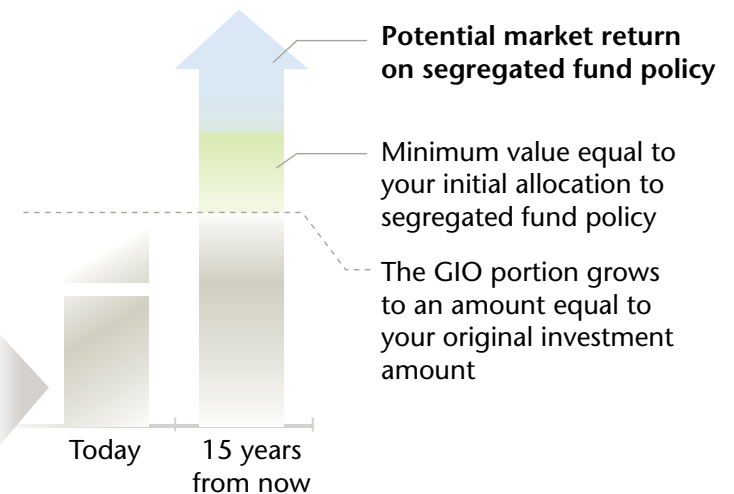 Potential market return
on segregated fund policy
Minimum value equal to
your initial allocation to
segregated fund policy
The GIO portion grows
to an amount equal to
your original investment
amount
Today
15 years
from now